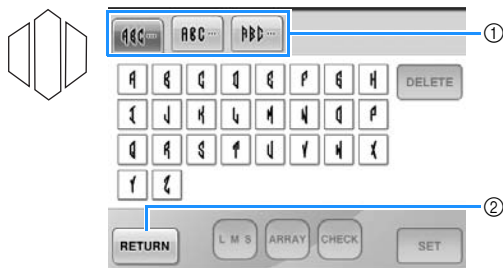 ABC ABC ABC ①
A B C D E F G H DELETE
I J K L M N O P
Q R S T U V W X
Y Z
②
RETURN L M S ARRAY CHECK SET